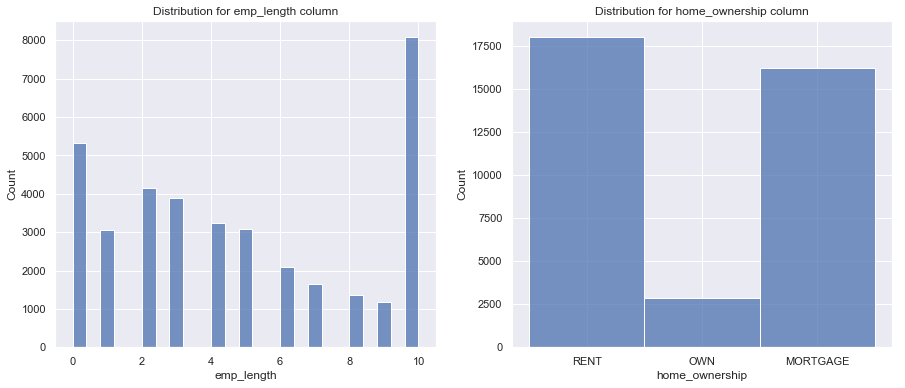 Distribution for emp_length column
8000
7000
6000
5000
4000
3000
2000
1000
0
Count
0 2 4 6 8 10
emp_length
Distribution for home_ownership column
17500
15000
12500
10000
7500
5000
2500
0
Count
RENT OWN MORTGAGE
home_ownership